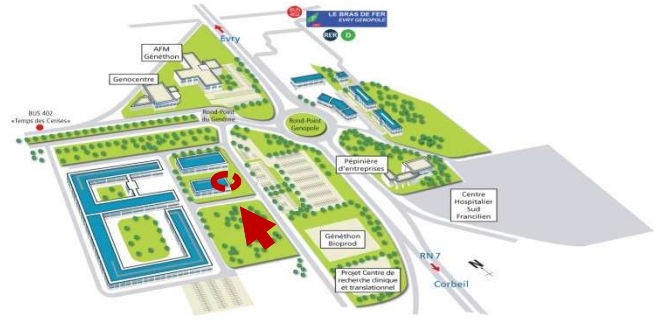 LE BRAS DE FER
EVRY GENOPOLE
RER D
Evry
AFM
Généthon
Genocentre
BUS 402
«Temps des Cerises»
Rond-Point
du Génome
Rond-Point
Genopole
Pépinière
d'entreprises
Centre
Hospitalier
Sud
Francilien
Généthon
Bioprod
RN 7
N
Projet Centre de
recherche clinique
et translationnel
Corbeil